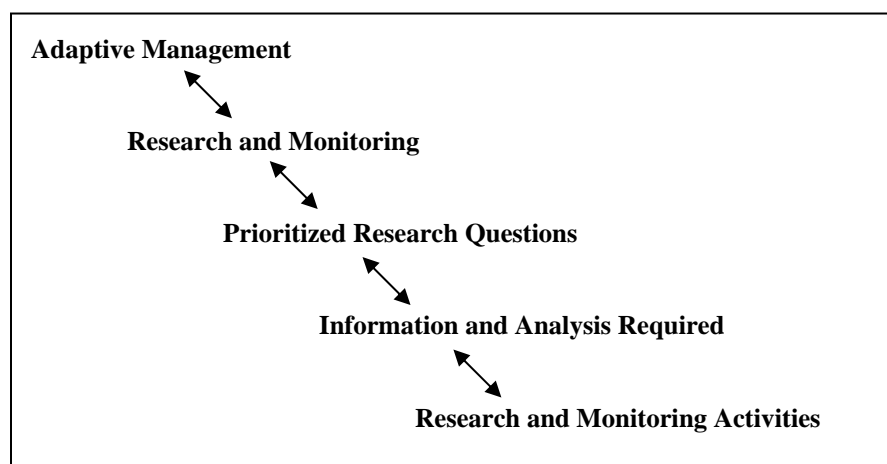 Adaptive Management
Research and Monitoring
Prioritized Research Questions
Information and Analysis Required
Research and Monitoring Activities